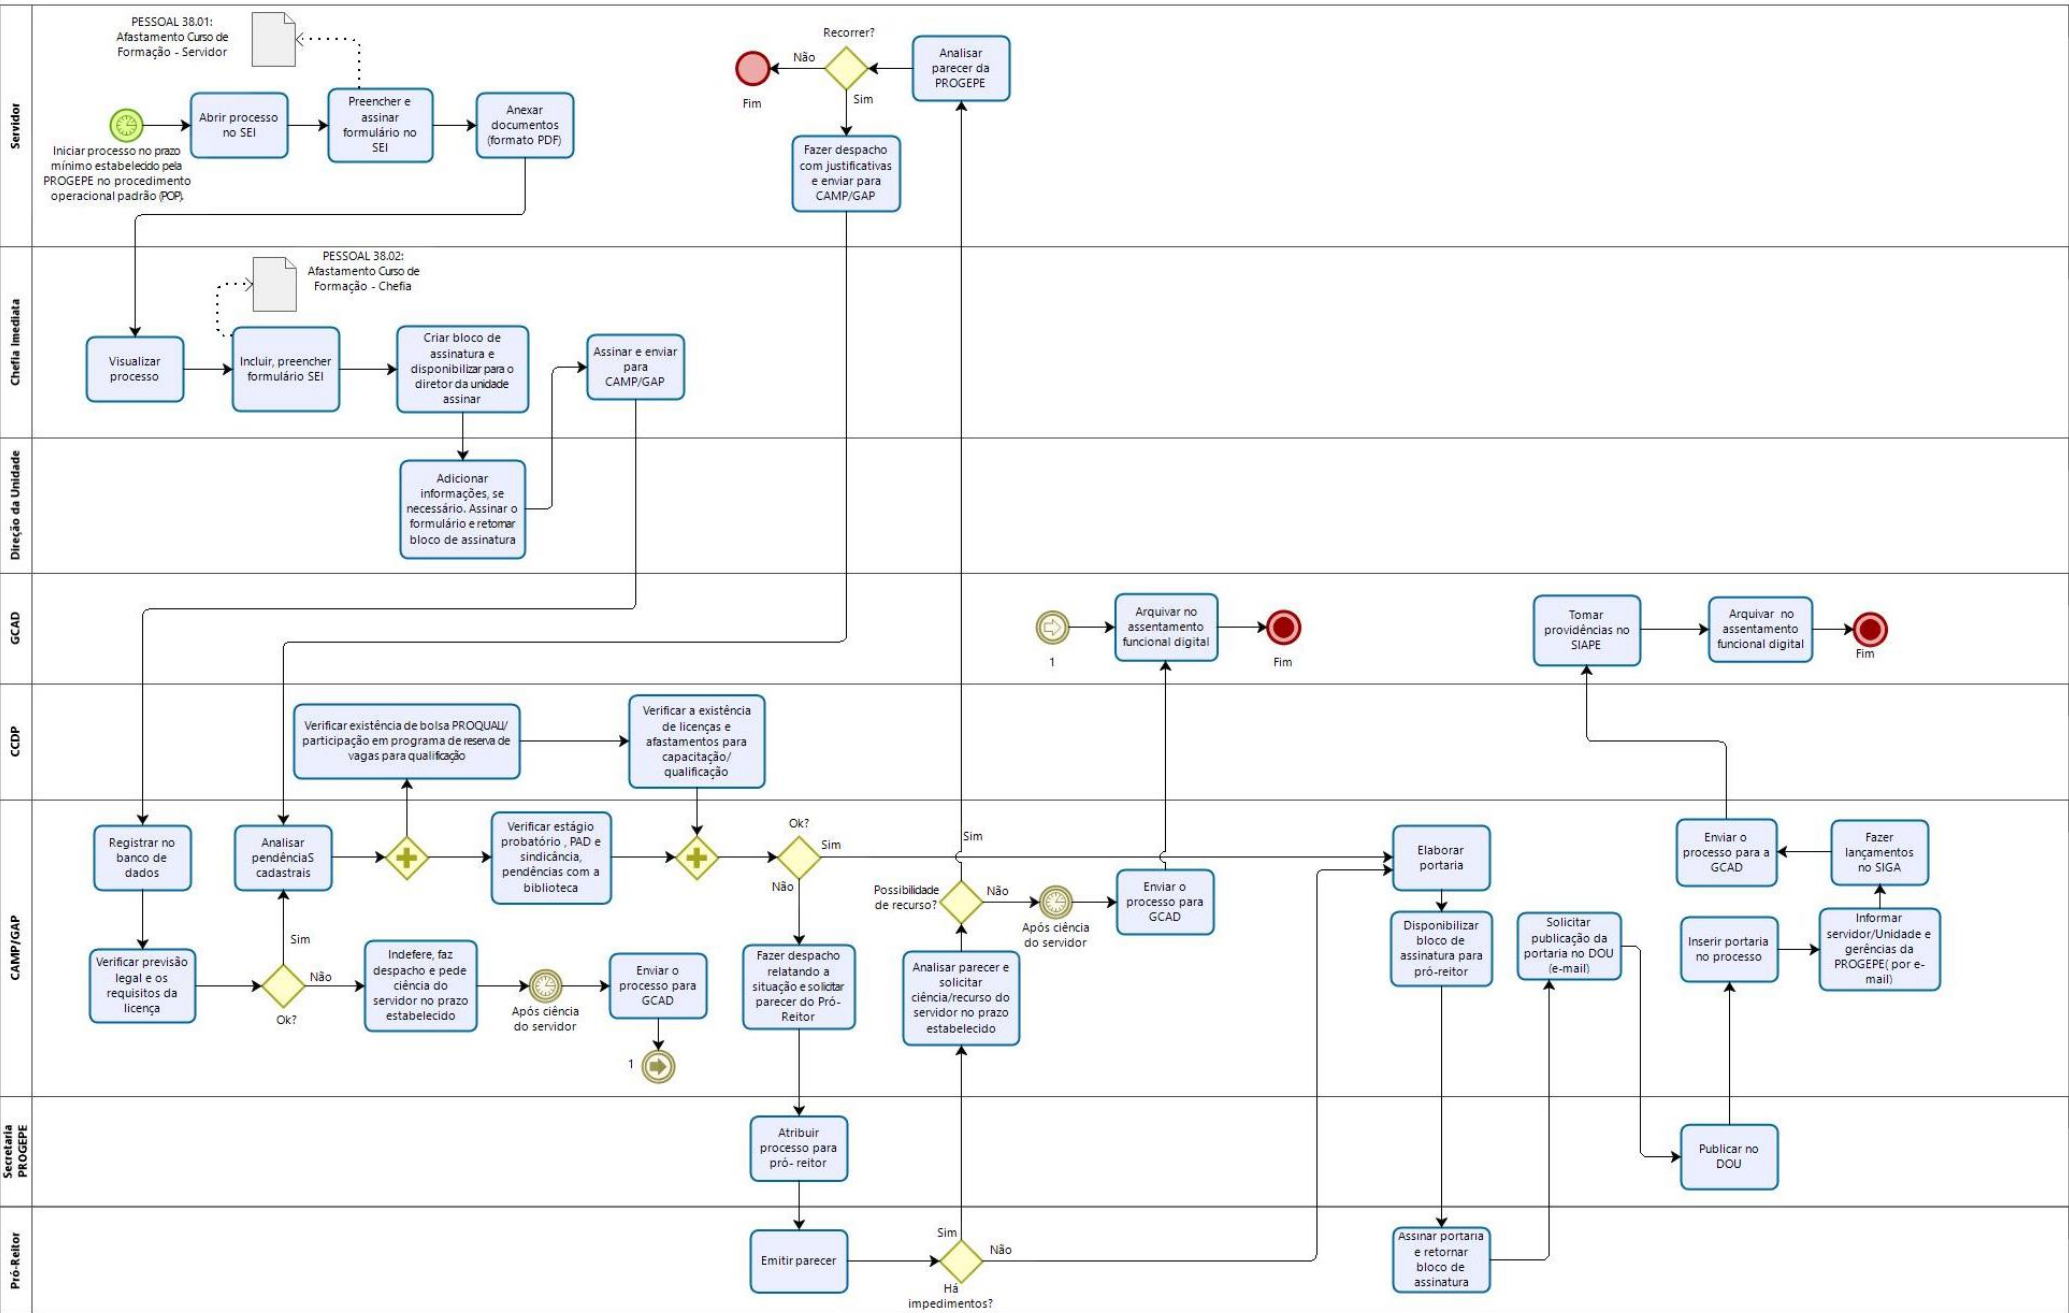 Servidor
PESSOAL 38.01:
Afastamento Curso de
Formação - Servidor
Iniciar processo no prazo
mínimo estabelecido pela
PROGEPE no procedimento
operacional padrão (POP).
Abrir processo
no SEI
Preencher e
assinar
formulário no
SEI
Anexar
documentos
(formato PDF)
Fim
Não
Recorrer?
Sim
Analisar
parecer da
PROGEPE
Fazer despacho
com justificativas
e enviar para
CAMP/GAP
Chefia Imediata
PESSOAL 38.02:
Afastamento Curso de
Formação - Chefia
Visualizar
processo
Incluir, preencher
formulário SEI
Criar bloco de
assinatura e
disponibilizar para o
diretor da unidade
assinar
Assinar e enviar
para
CAMP/GAP
Direção da Unidade
Adicionar
informações, se
necessário. Assinar o
formulário e retornar
bloco de assinatura
GCAD
1
Arquivar no
assentamento
funcional digital
Fim
Tomar
providências no
SIAPE
Arquivar no
assentamento
funcional digital
Fim
CCDP
Verificar existência de bolsa PROQUALI/
participação em programa de reserva de
vagas para qualificação
Verificar a existência
de licenças e
afastamentos para
capacitação/
qualificação
CAMP/GAP
Registrar no
banco de
dados
Analisar
pendênciaS
cadastrais
Verificar estágio
probatório , PAD e
sindicância,
pendências com a
biblioteca
Ok?
Sim
Não
Verificar previsão
legal e os
requisitos da
licença
Sim
Não
Ok?
Indefere, faz
despacho e pede
ciência do
servidor no prazo
estabelecido
Após ciência
do servidor
Enviar o
processo para
GCAD
1
Fazer despacho
relatando a
situação e solicitar
parecer do Pró-
Reitor
Sim
Possibilidade
de recurso?
Não
Analisar parecer e
solicitar
ciência/recurso do
servidor no prazo
estabelecido
Após ciência
do servidor
Enviar o
processo para
GCAD
Elaborar
portaria
Disponibilizar
bloco de
assinatura para
pró-reitor
Solicitar
publicação da
portaria no DOU
(e-mail)
Enviar o
processo para a
GCAD
Fazer
lançamentos
no SIGA
Inserir portaria
no processo
Informar
servidor/Unidade e
gerências da
PROGEPE( por e-
mail)
Secretaria
PROGEPE
Atribuir
processo para
pró- reitor
Publicar no
DOU
Pró-Reitor
Emitir parecer
Sim
Não
Há
impedimentos?
Assinar portaria
e retornar
bloco de
assinatura